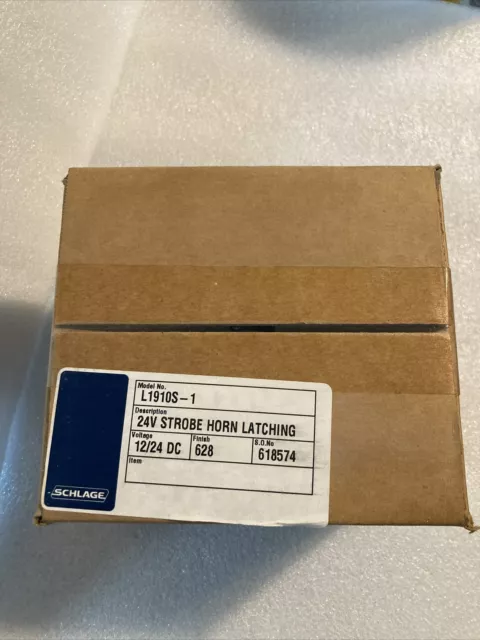 Model No.
L1910S-1
Description
24V STROBE HORN LATCHING
Voltage Finish S.O.No
12/24 DC 628 618574
Item
SCHLAGE